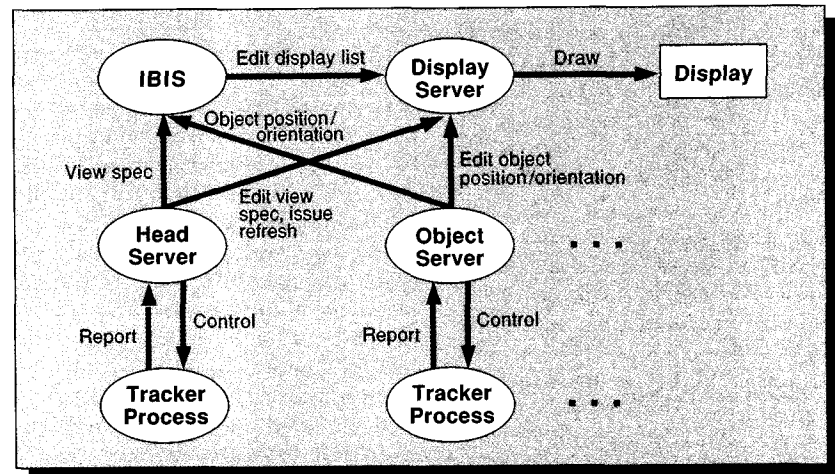 IBIS
Edit display list
Display
Server
Draw
Display
Object position/
orientation
View spec
Edit object
position/orientation
Edit view
spec, issue
refresh
Head
Server
Object
Server
...
Report
Control
Report
Control
Tracker
Process
Tracker
Process
...